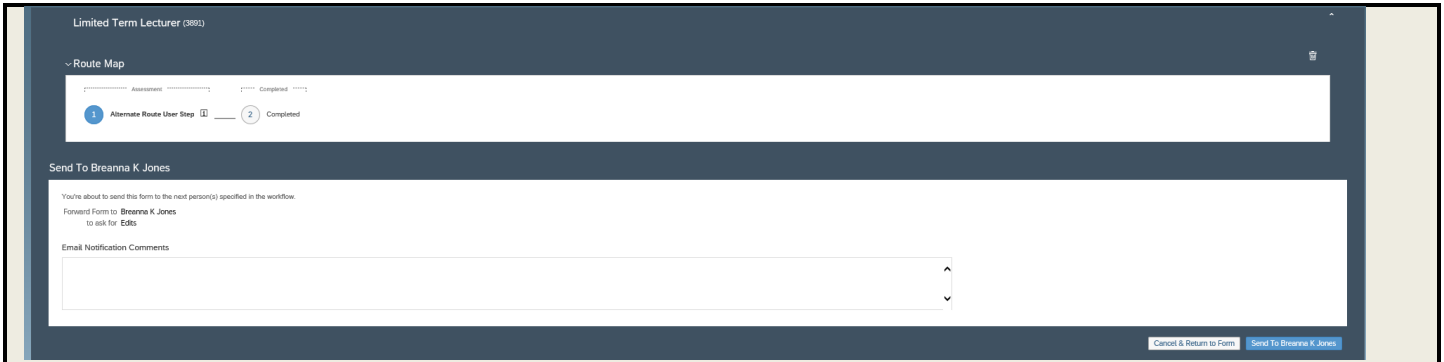 Limited Term Lecturer (3891)
Route Map
Assessment Completed
1 Alternate Route User Step 2 Completed
Send To Breanna K Jones
You're about to send this form to the next person(s) specified in the workflow.
Forward Form to Breanna K Jones
to ask for Edits
Email Notification Comments
Cancel & Return to Form Send To Breanna K Jones